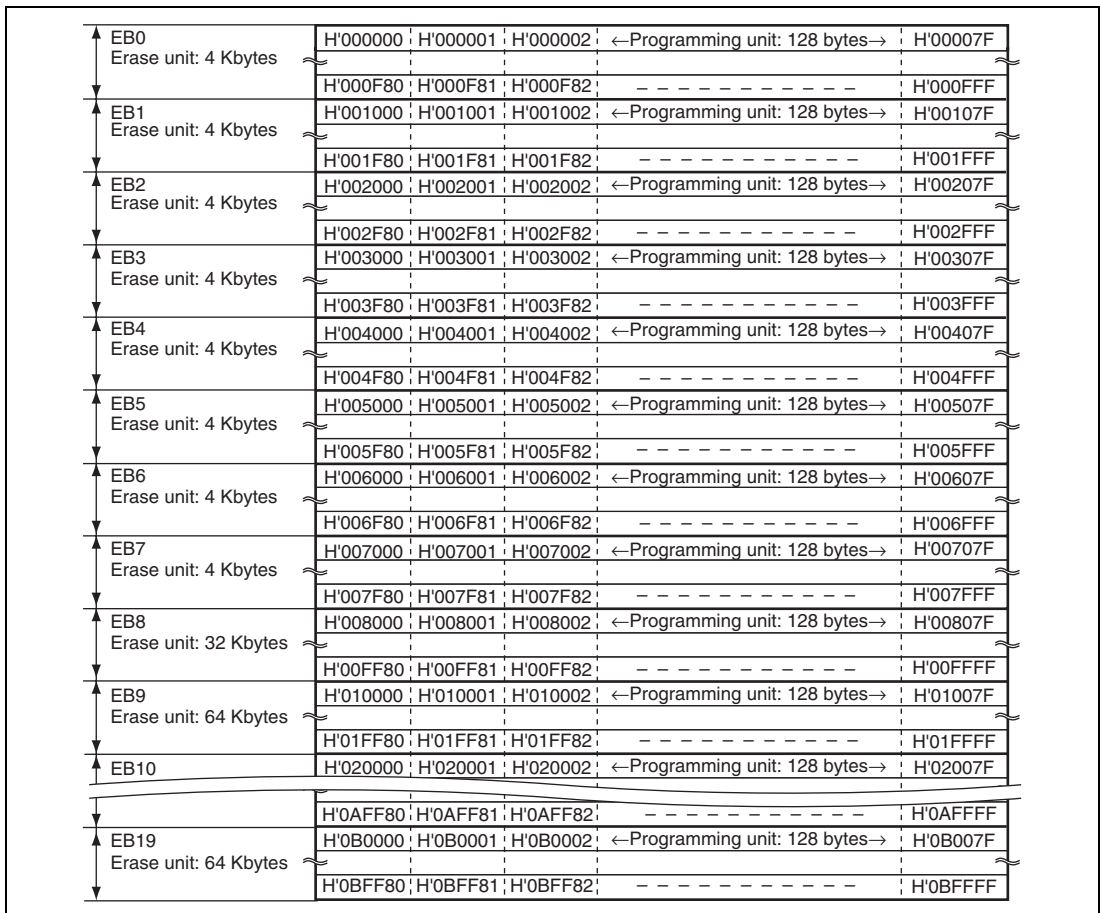 EB0 H'000000 H'000001 H'000002 ←Programming unit: 128 bytes→ H'00007F
Erase unit: 4 Kbytes
H'000F80 H'000F81 H'000F82 – – – – – – – – – – – H'000FFF
EB1 H'001000 H'001001 H'001002 ←Programming unit: 128 bytes→ H'00107F
Erase unit: 4 Kbytes
H'001F80 H'001F81 H'001F82 – – – – – – – – – – – H'001FFF
EB2 H'002000 H'002001 H'002002 ←Programming unit: 128 bytes→ H'00207F
Erase unit: 4 Kbytes
H'002F80 H'002F81 H'002F82 – – – – – – – – – – – H'002FFF
EB3 H'003000 H'003001 H'003002 ←Programming unit: 128 bytes→ H'00307F
Erase unit: 4 Kbytes
H'003F80 H'003F81 H'003F82 – – – – – – – – – – – H'003FFF
EB4 H'004000 H'004001 H'004002 ←Programming unit: 128 bytes→ H'00407F
Erase unit: 4 Kbytes
H'004F80 H'004F81 H'004F82 – – – – – – – – – – – H'004FFF
EB5 H'005000 H'005001 H'005002 ←Programming unit: 128 bytes→ H'00507F
Erase unit: 4 Kbytes
H'005F80 H'005F81 H'005F82 – – – – – – – – – – – H'005FFF
EB6 H'006000 H'006001 H'006002 ←Programming unit: 128 bytes→ H'00607F
Erase unit: 4 Kbytes
H'006F80 H'006F81 H'006F82 – – – – – – – – – – – H'006FFF
EB7 H'007000 H'007001 H'007002 ←Programming unit: 128 bytes→ H'00707F
Erase unit: 4 Kbytes
H'007F80 H'007F81 H'007F82 – – – – – – – – – – – H'007FFF
EB8 H'008000 H'008001 H'008002 ←Programming unit: 128 bytes→ H'00807F
Erase unit: 32 Kbytes
H'00FF80 H'00FF81 H'00FF82 – – – – – – – – – – – H'00FFFF
EB9 H'010000 H'010001 H'010002 ←Programming unit: 128 bytes→ H'01007F
Erase unit: 64 Kbytes
H'01FF80 H'01FF81 H'01FF82 – – – – – – – – – – – H'01FFFF
EB10 H'020000 H'020001 H'020002 ←Programming unit: 128 bytes→ H'02007F
H'0AFF80 H'0AFF81 H'0AFF82 – – – – – – – – – – – H'0AFFFF
EB19 H'0B0000 H'0B0001 H'0B0002 ←Programming unit: 128 bytes→ H'0B007F
Erase unit: 64 Kbytes
H'0BFF80 H'0BFF81 H'0BFF82 – – – – – – – – – – – H'0BFFFF